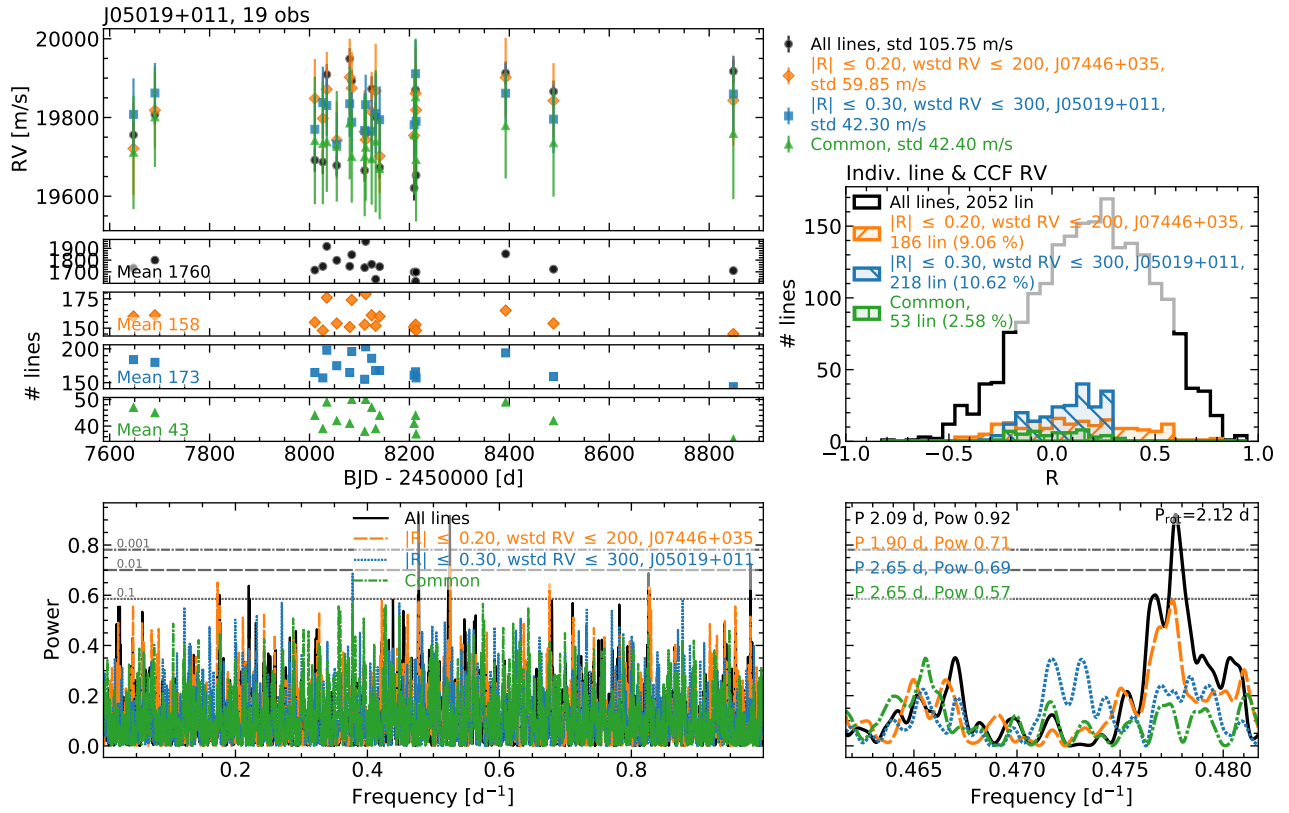 J05019+011, 19 obs
20000
19800
19600
RV [m/s]
All lines, std 105.75 m/s
|R| ≤ 0.20, wstd RV ≤ 200, J07446+035,
std 59.85 m/s
|R| ≤ 0.30, wstd RV ≤ 300, J05019+011,
std 42.30 m/s
Common, std 42.40 m/s
1900
1800
1700
Mean 1760
175
150
Mean 158
200
150
Mean 173
50
40
Mean 43
# lines
7600 7800 8000 8200 8400 8600 8800
BJD - 2450000 [d]
Indiv. line & CCF RV
All lines, 2052 lin
|R| ≤ 0.20, wstd RV ≤ 200, J07446+035,
186 lin (9.06 %)
|R| ≤ 0.30, wstd RV ≤ 300, J05019+011,
218 lin (10.62 %)
Common,
53 lin (2.58 %)
150
100
50
0
# lines
−1.0 −0.5 0.0 0.5 1.0
R
All lines
|R| ≤ 0.20, wstd RV ≤ 200, J07446+035
|R| ≤ 0.30, wstd RV ≤ 300, J05019+011
Common
0.001
0.01
0.1
0.8
0.6
0.4
0.2
0.0
Power
0.2 0.4 0.6 0.8
Frequency [d⁻¹]
P 2.09 d, Pow 0.92
P 1.90 d, Pow 0.71
P 2.65 d, Pow 0.69
P 2.65 d, Pow 0.57
P_rot=2.12 d
0.465 0.470 0.475 0.480
Frequency [d⁻¹]